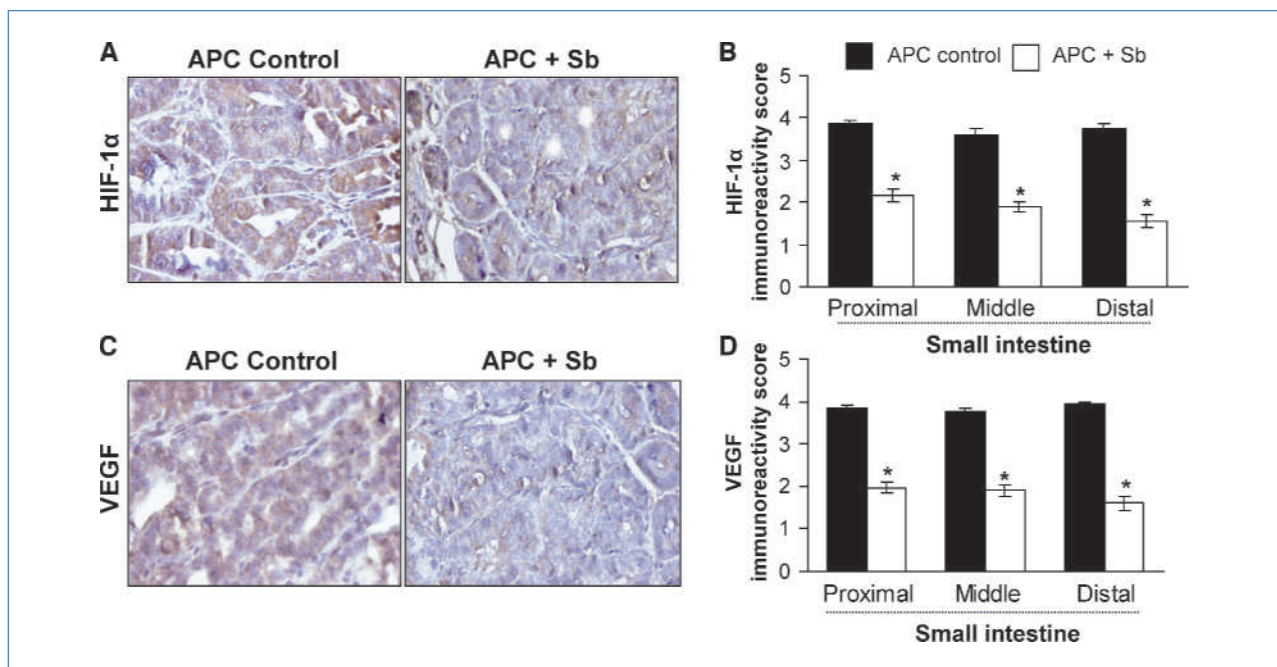 A
APC Control
APC + Sb
HIF-1α
B
APC control
APC + Sb
HIF-1α
immunoreactivity score
5
4
3
2
1
0
*
*
*
Proximal
Middle
Distal
Small intestine
C
APC Control
APC + Sb
VEGF
D
VEGF
immunoreactivity score
5
4
3
2
1
0
*
*
*
Proximal
Middle
Distal
Small intestine